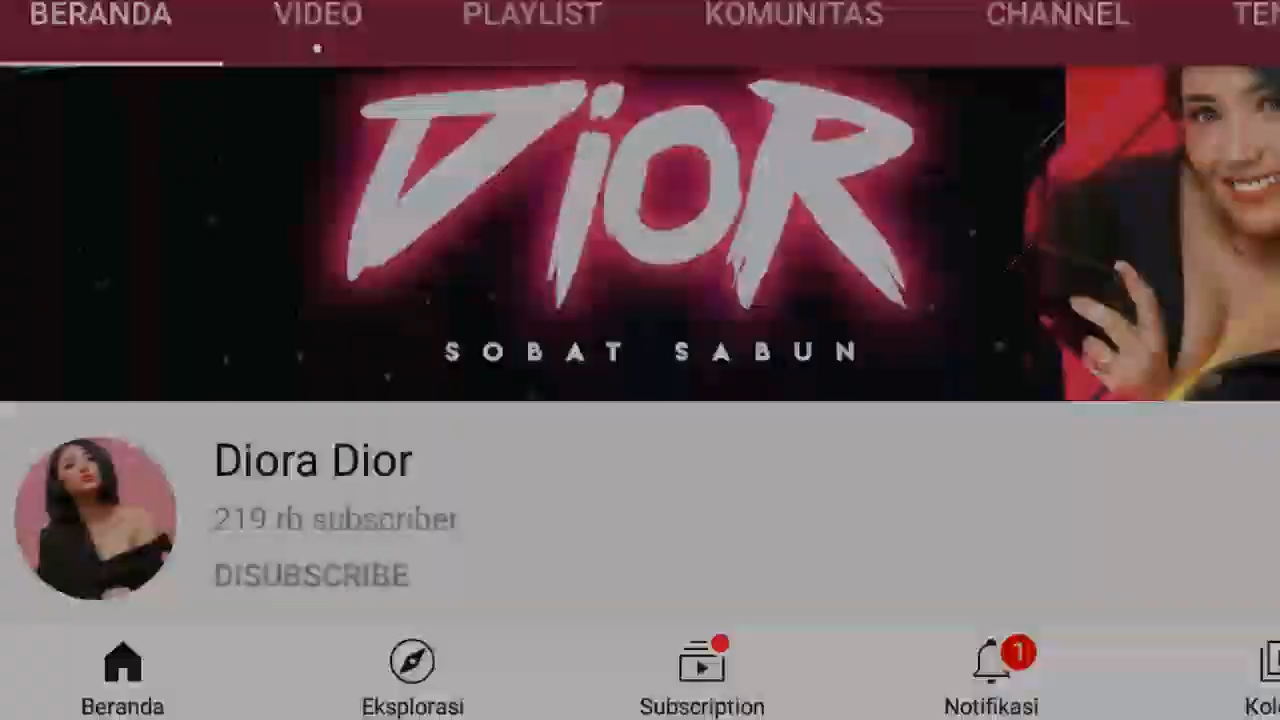 BERANDA VIDEO PLAYLIST KOMUNITAS CHANNEL
DioR
SOBAT SABUN
Diora Dior
219 rb subscriber
DISUBSCRIBE
1
Beranda Eksplorasi Subscription Notifikasi